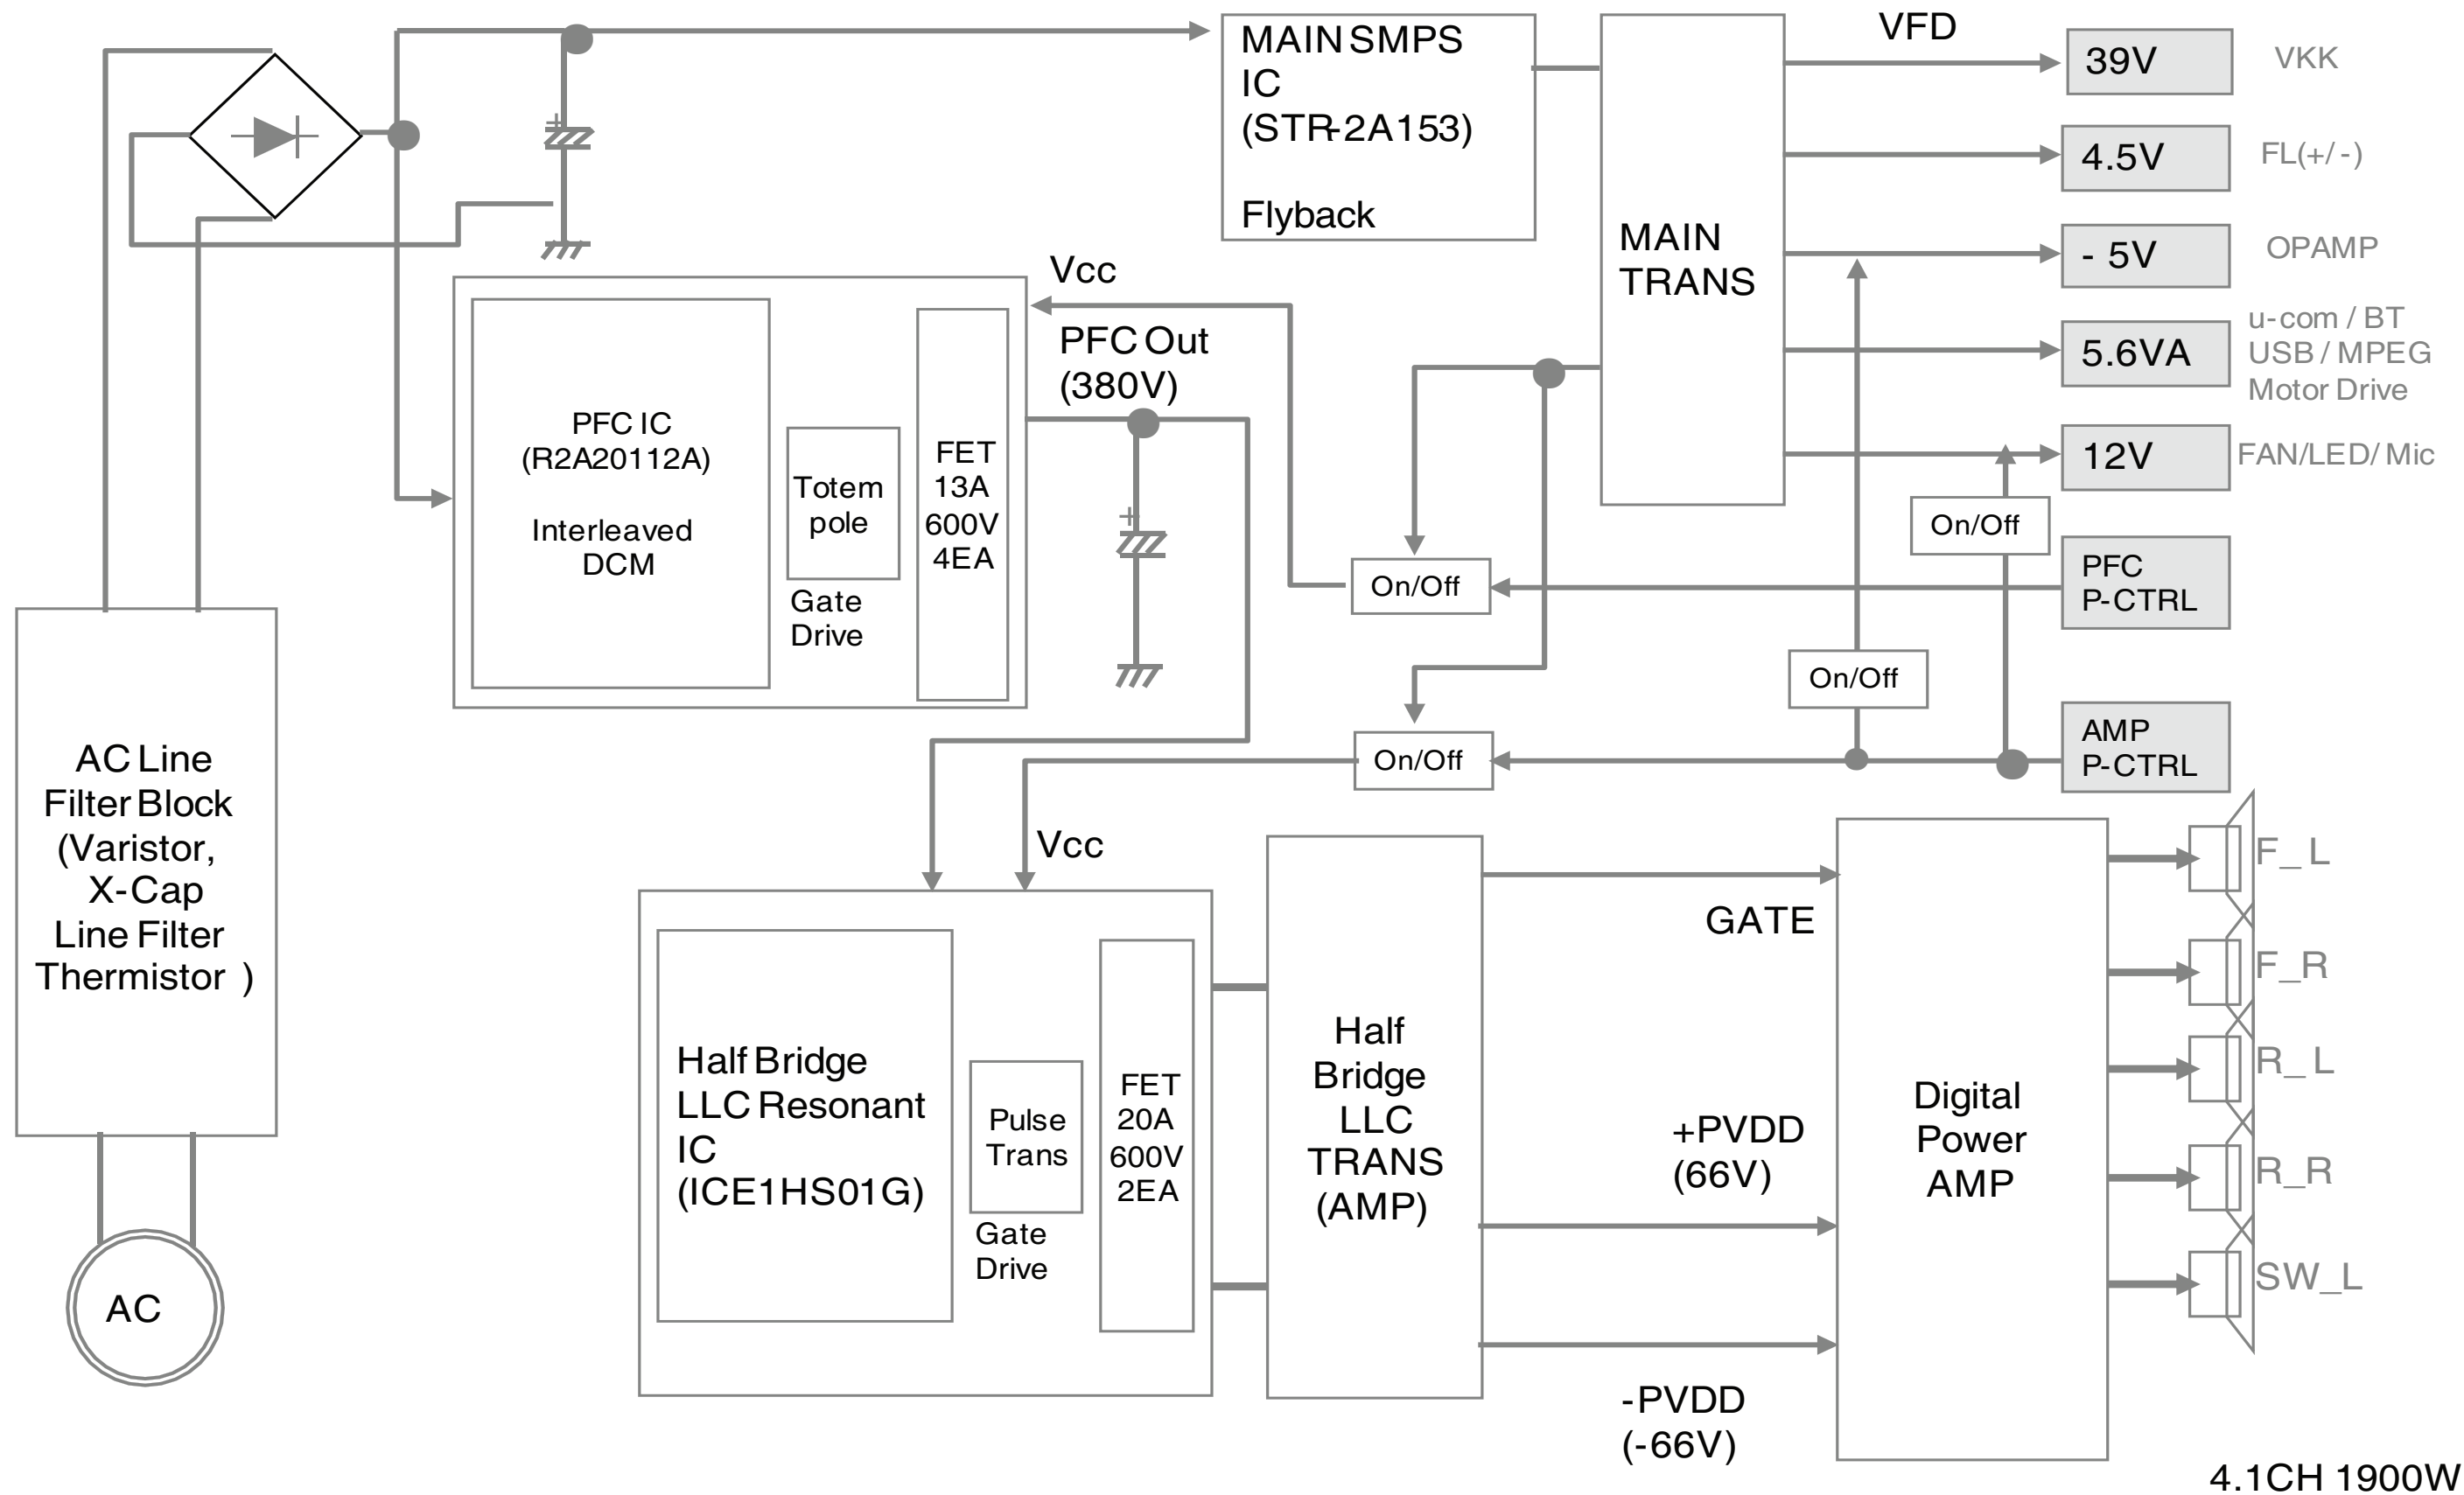 MAIN SMPS
IC
(STR-2A153)
Flyback
MAIN
TRANS
VFD
39V
VKK
4.5V
FL(+/-)
- 5V
OPAMP
5.6VA
u-com / BT
USB / MPEG
Motor Drive
12V
FAN/LED/ Mic
On/Off
PFC
P-CTRL
On/Off
AMP
P-CTRL
On/Off
On/Off
Vcc
PFC Out
(380V)
PFC IC
(R2A20112A)
Interleaved
DCM
Totem
pole
Gate
Drive
FET
13A
600V
4EA
+
+
AC Line
Filter Block
(Varistor,
X-Cap
Line Filter
Thermistor )
AC
Vcc
Half Bridge
LLC Resonant
IC
(ICE1HS01G)
Pulse
Trans
Gate
Drive
FET
20A
600V
2EA
Half
Bridge
LLC
TRANS
(AMP)
GATE
+PVDD
(66V)
-PVDD
(-66V)
Digital
Power
AMP
F_L
F_R
R_L
R_R
SW_L
4.1CH 1900W